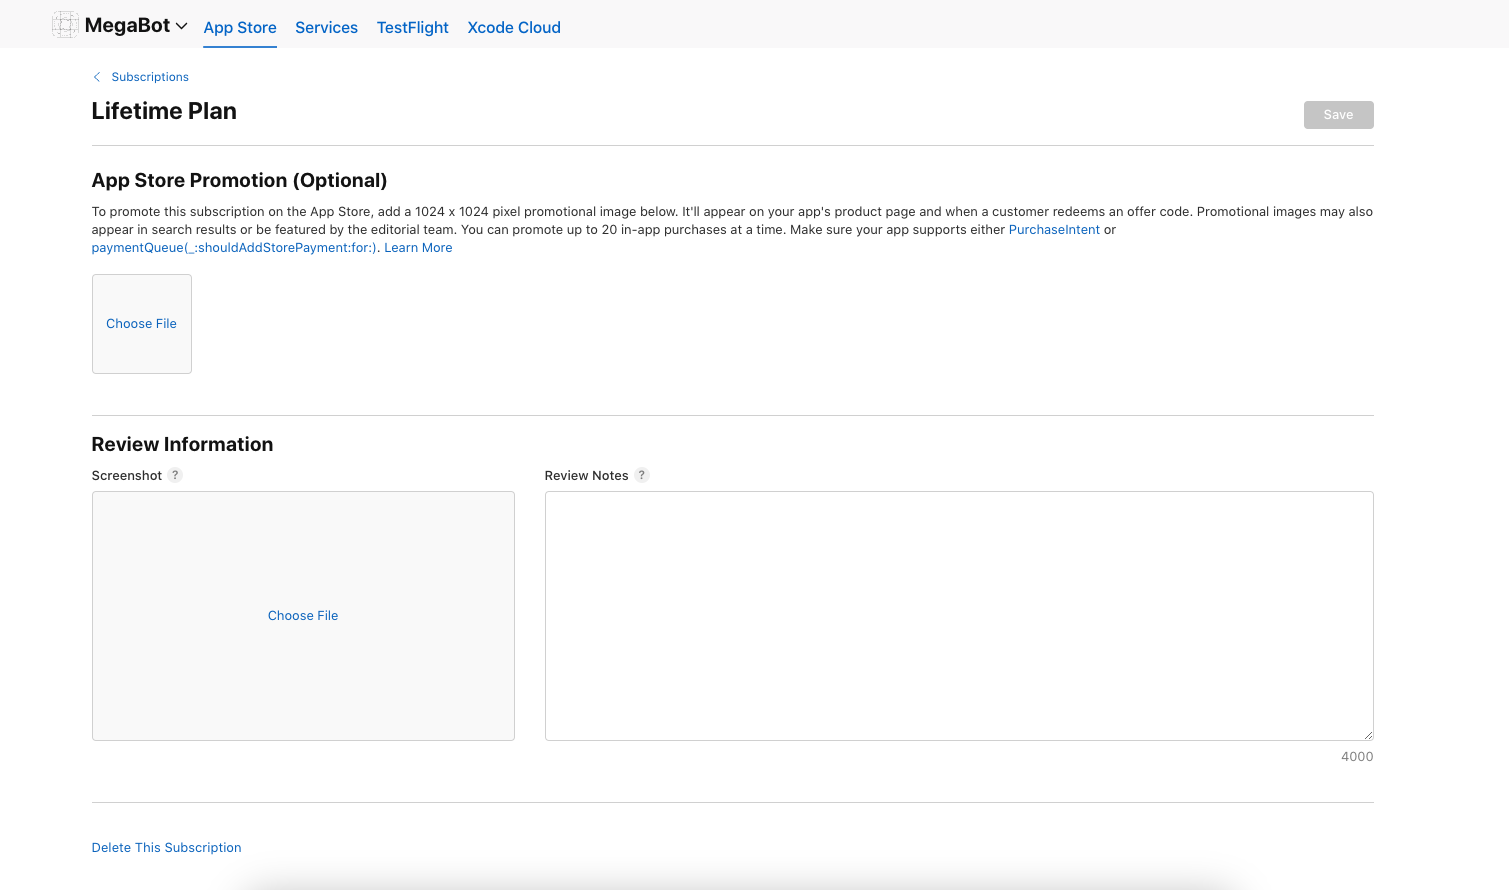 MegaBot
App Store Services TestFlight Xcode Cloud
Subscriptions
Lifetime Plan
Save
App Store Promotion (Optional)
To promote this subscription on the App Store, add a 1024 x 1024 pixel promotional image below. It'll appear on your app's product page and when a customer redeems an offer code. Promotional images may also
appear in search results or be featured by the editorial team. You can promote up to 20 in-app purchases at a time. Make sure your app supports either PurchaseIntent or
paymentQueue(_:shouldAddStorePayment:for:). Learn More
Choose File
Review Information
Screenshot ?
Review Notes ?
Choose File
4000
Delete This Subscription